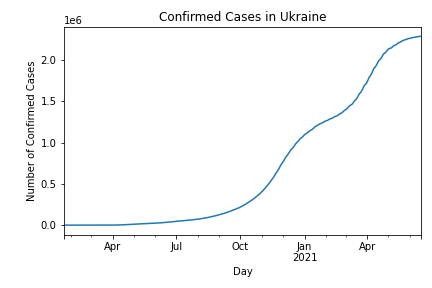 Confirmed Cases in Ukraine
1e6
Number of Confirmed Cases
2.0
1.5
1.0
0.5
0.0
Apr
Jul
Oct
Jan
2021
Apr
Day